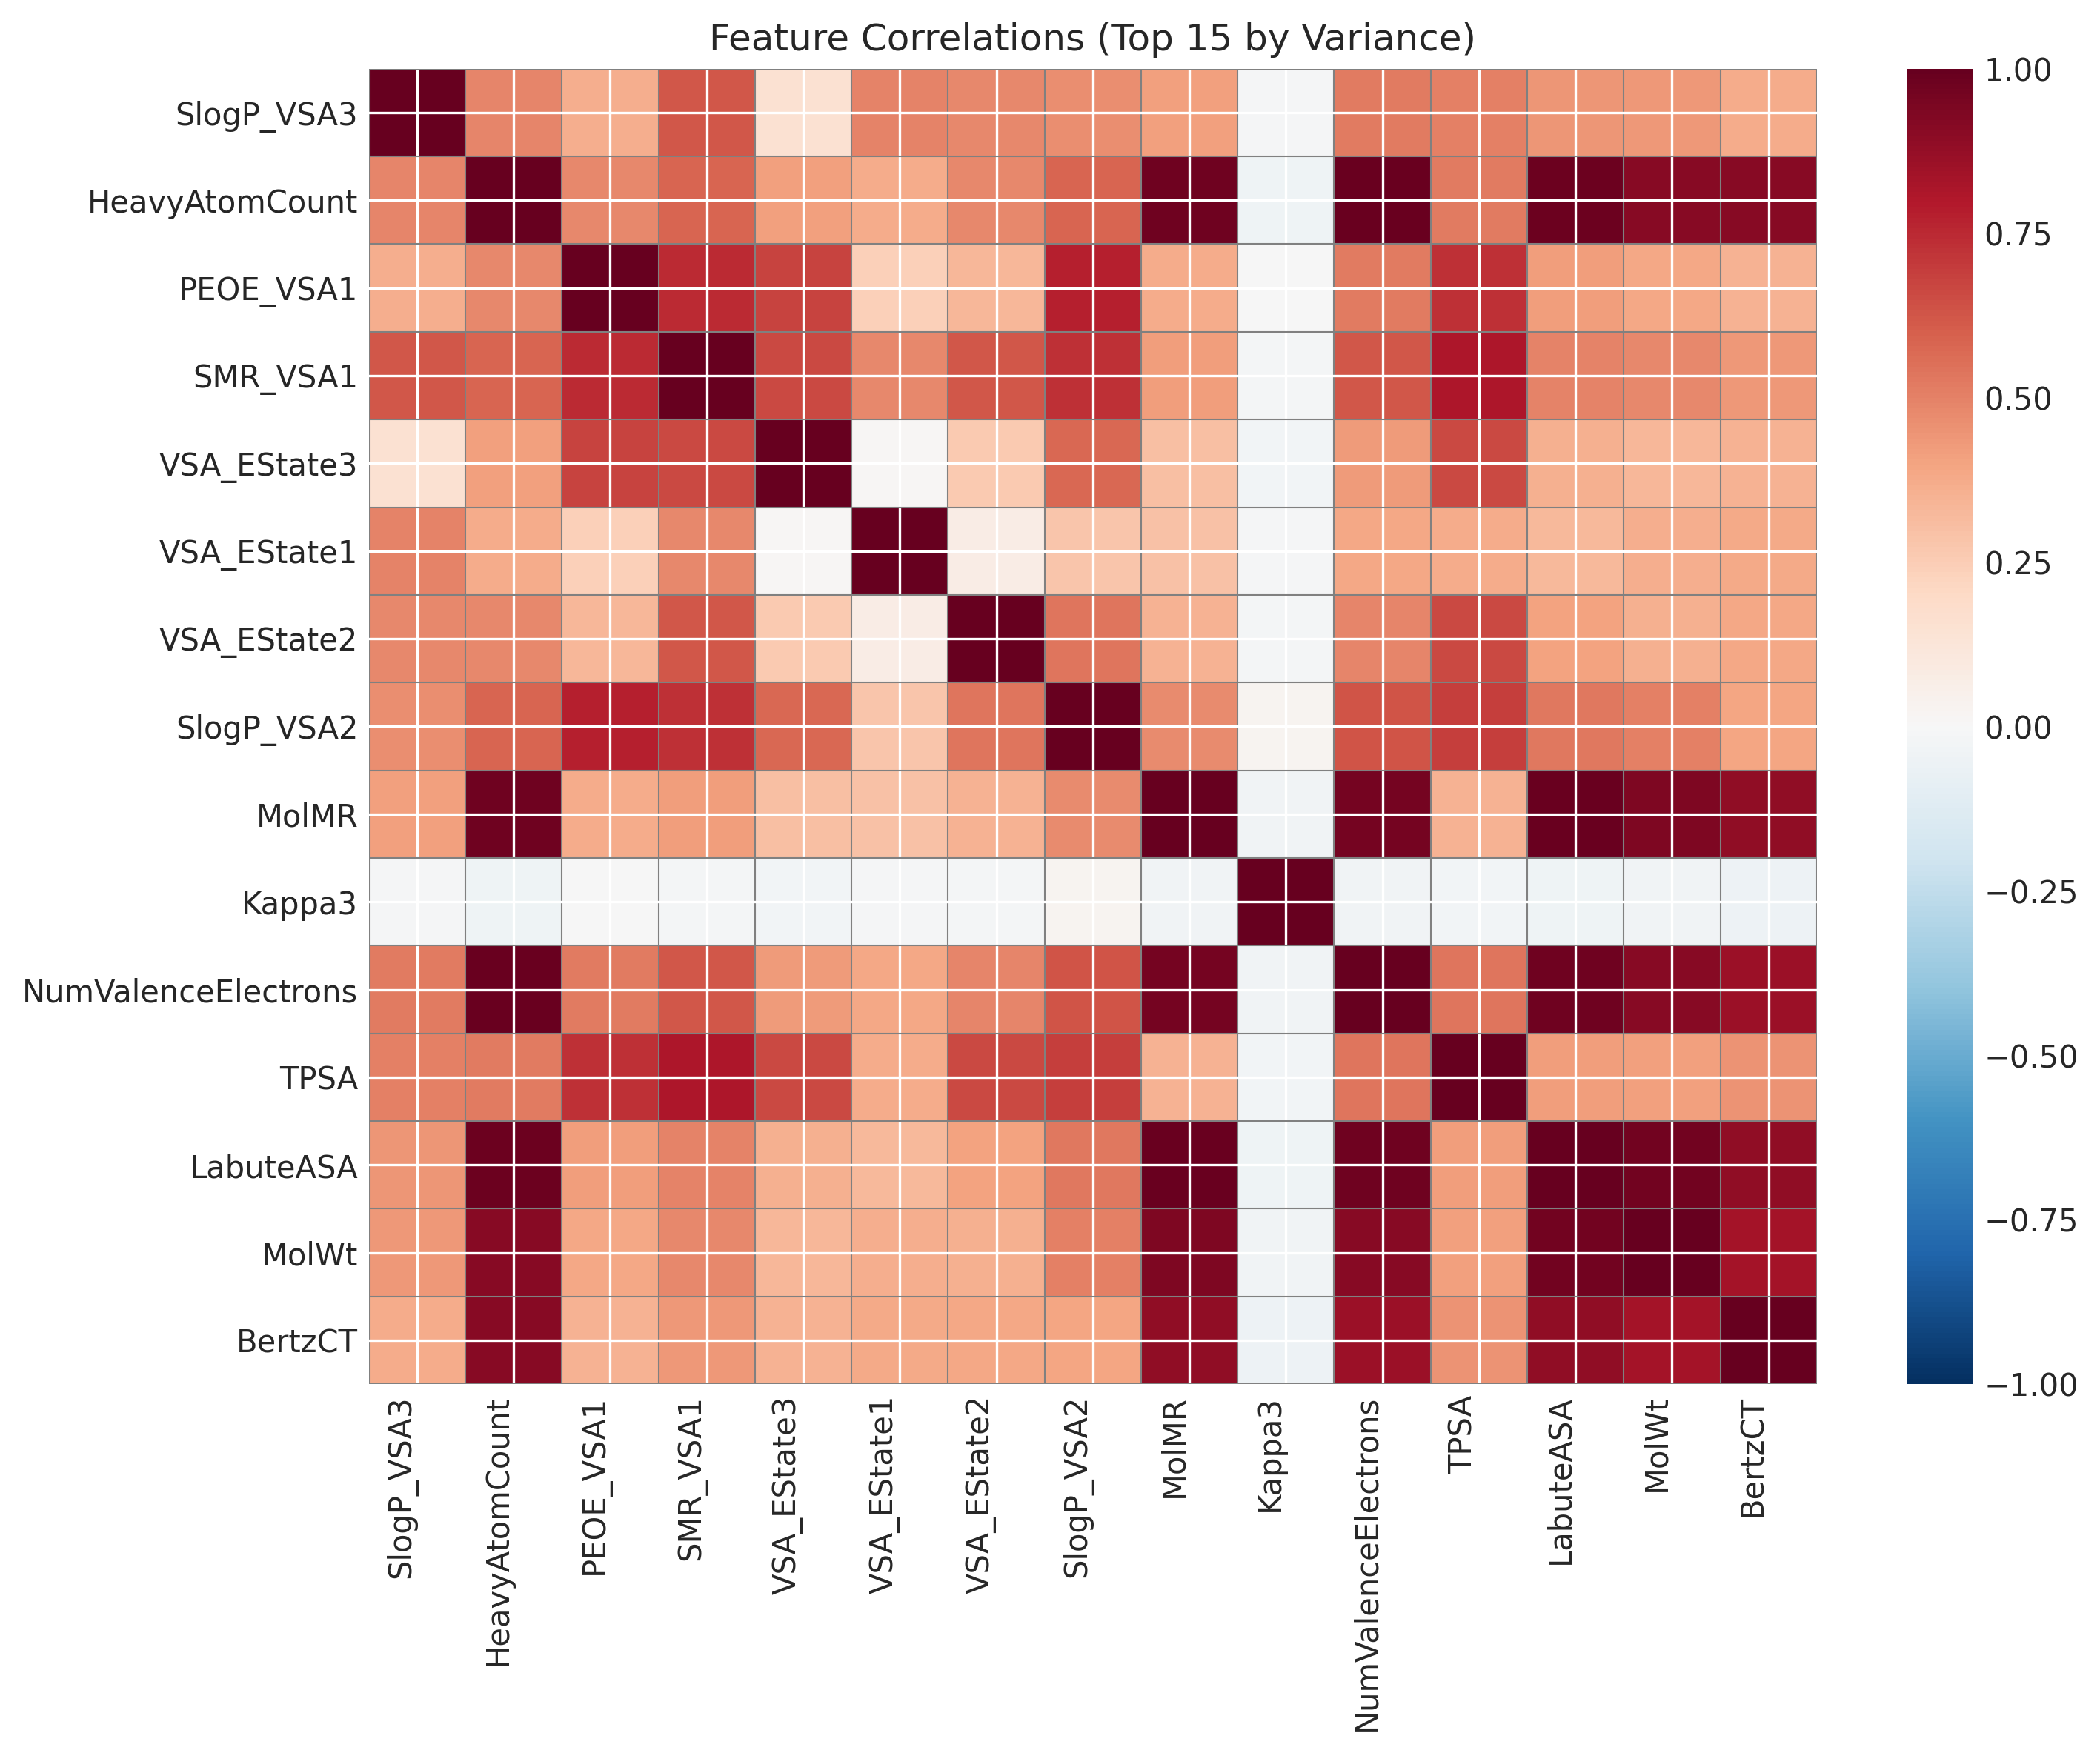 Feature Correlations (Top 15 by Variance)
SlogP_VSA3
HeavyAtomCount
PEOE_VSA1
SMR_VSA1
VSA_EState3
VSA_EState1
VSA_EState2
SlogP_VSA2
MolMR
Kappa3
NumValenceElectrons
TPSA
LabuteASA
MolWt
BertzCT
SlogP_VSA3
HeavyAtomCount
PEOE_VSA1
SMR_VSA1
VSA_EState3
VSA_EState1
VSA_EState2
SlogP_VSA2
MolMR
Kappa3
NumValenceElectrons
TPSA
LabuteASA
MolWt
BertzCT
1.00
0.75
0.50
0.25
0.00
−0.25
−0.50
−0.75
−1.00